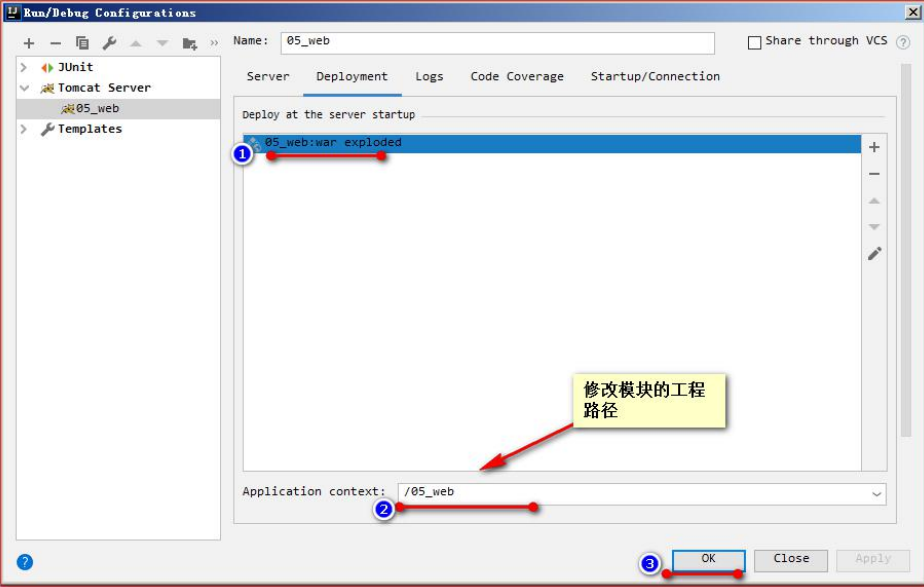 Run/Debug Configurations
Name: 05_web
Share through VCS
JUnit
Tomcat Server
05_web
Templates
Server Deployment Logs Code Coverage Startup/Connection
Deploy at the server startup
1
05_web:war exploded
修改模块的工程
路径
Application context: /05_web
2
3
OK Close Apply
?